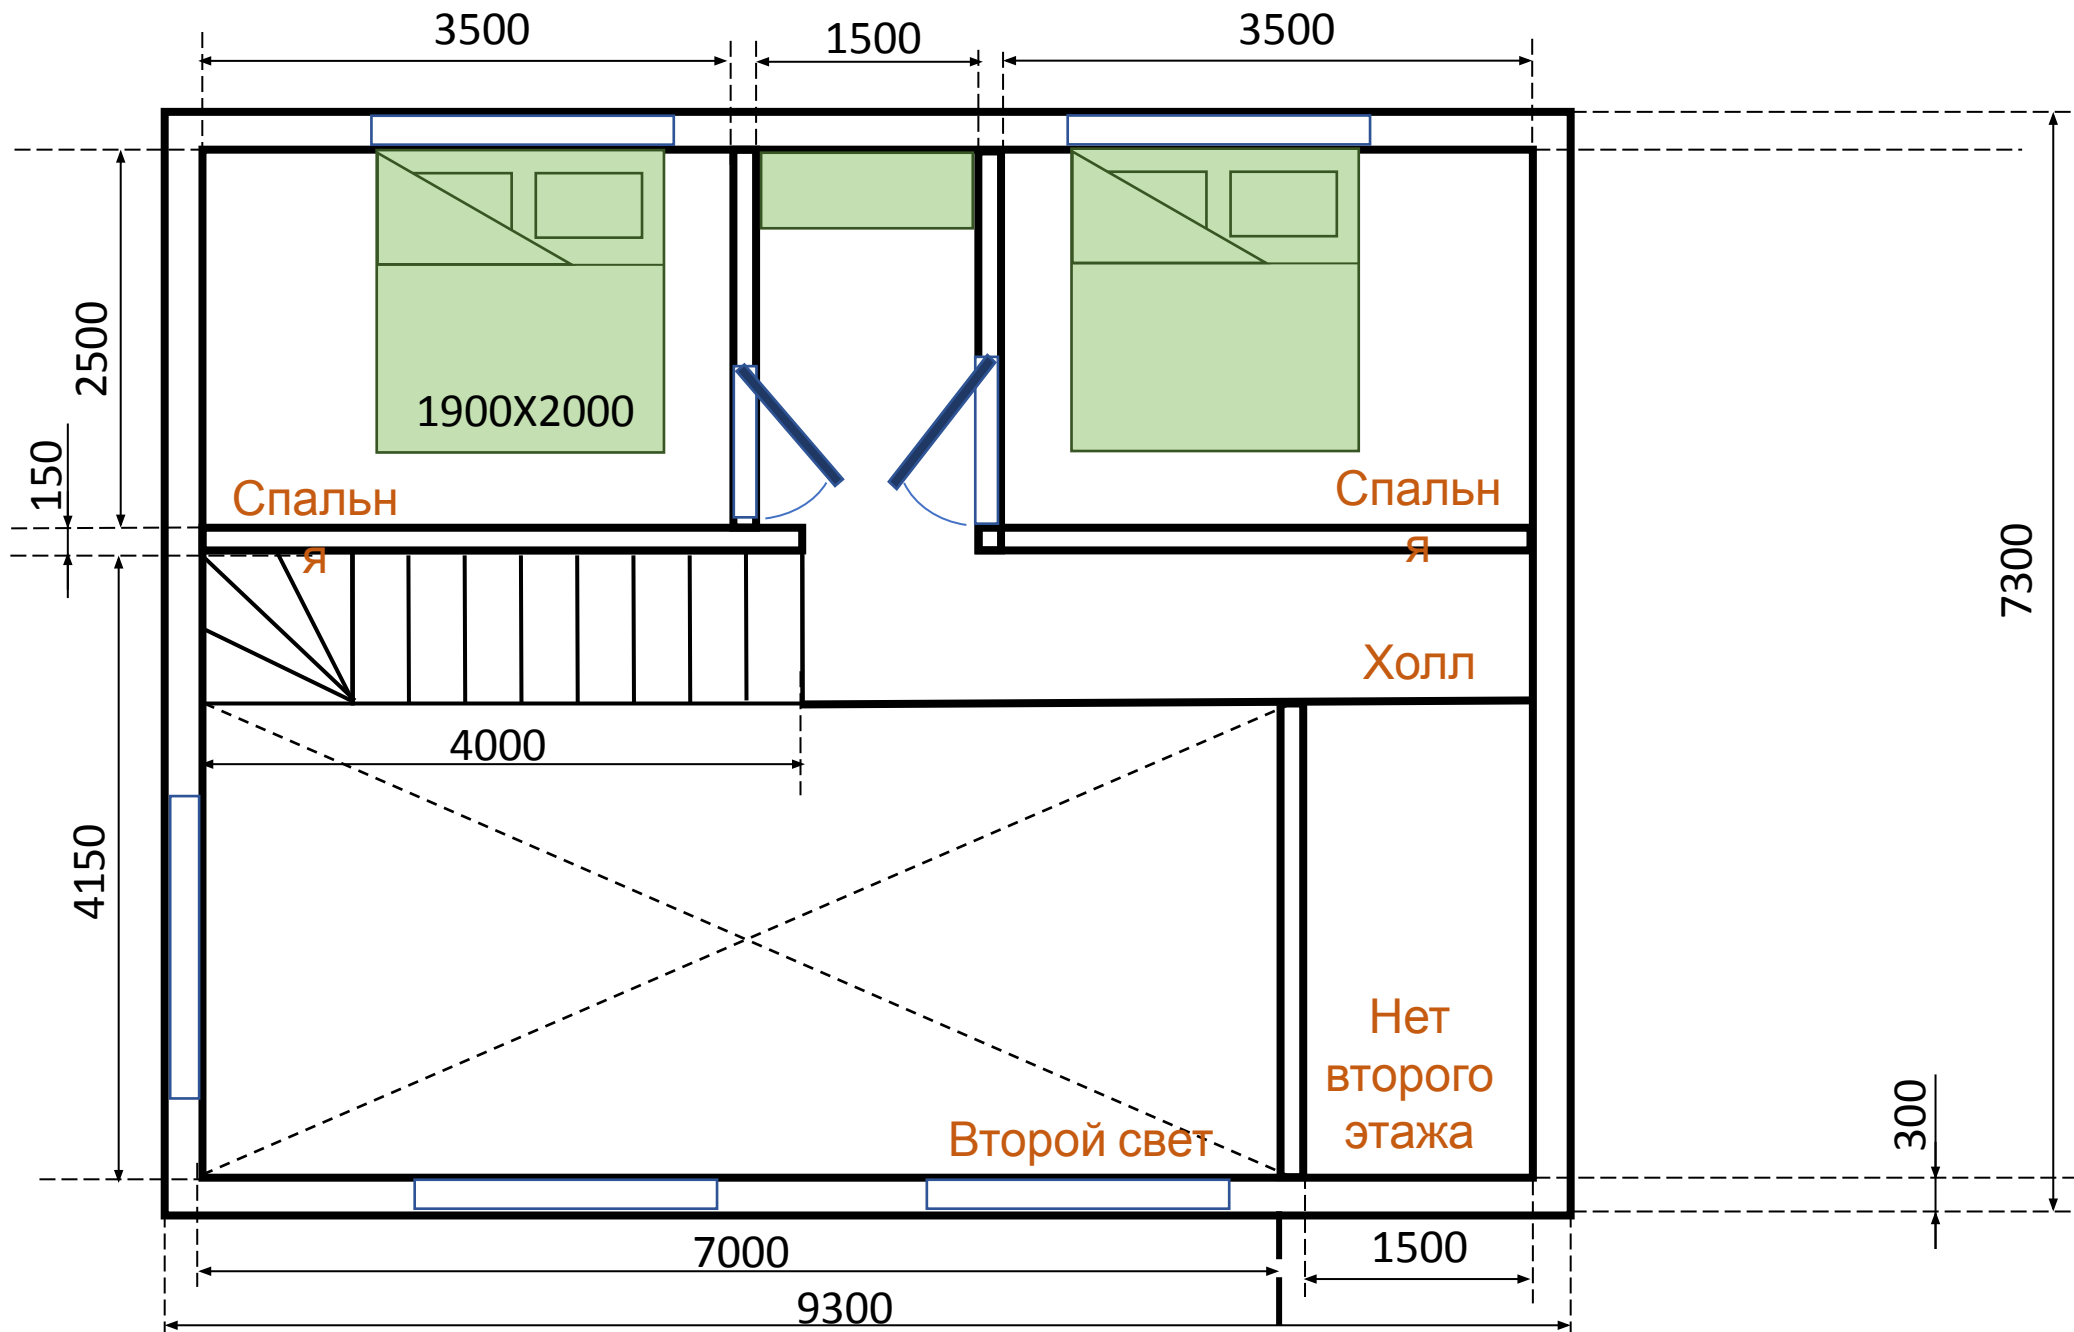 3500
1500
3500
2500
1900X2000
150
Спальн
я
Спальн
я
7300
Холл
4000
4150
Нет
второго
этажа
Второй свет
300
7000
1500
9300